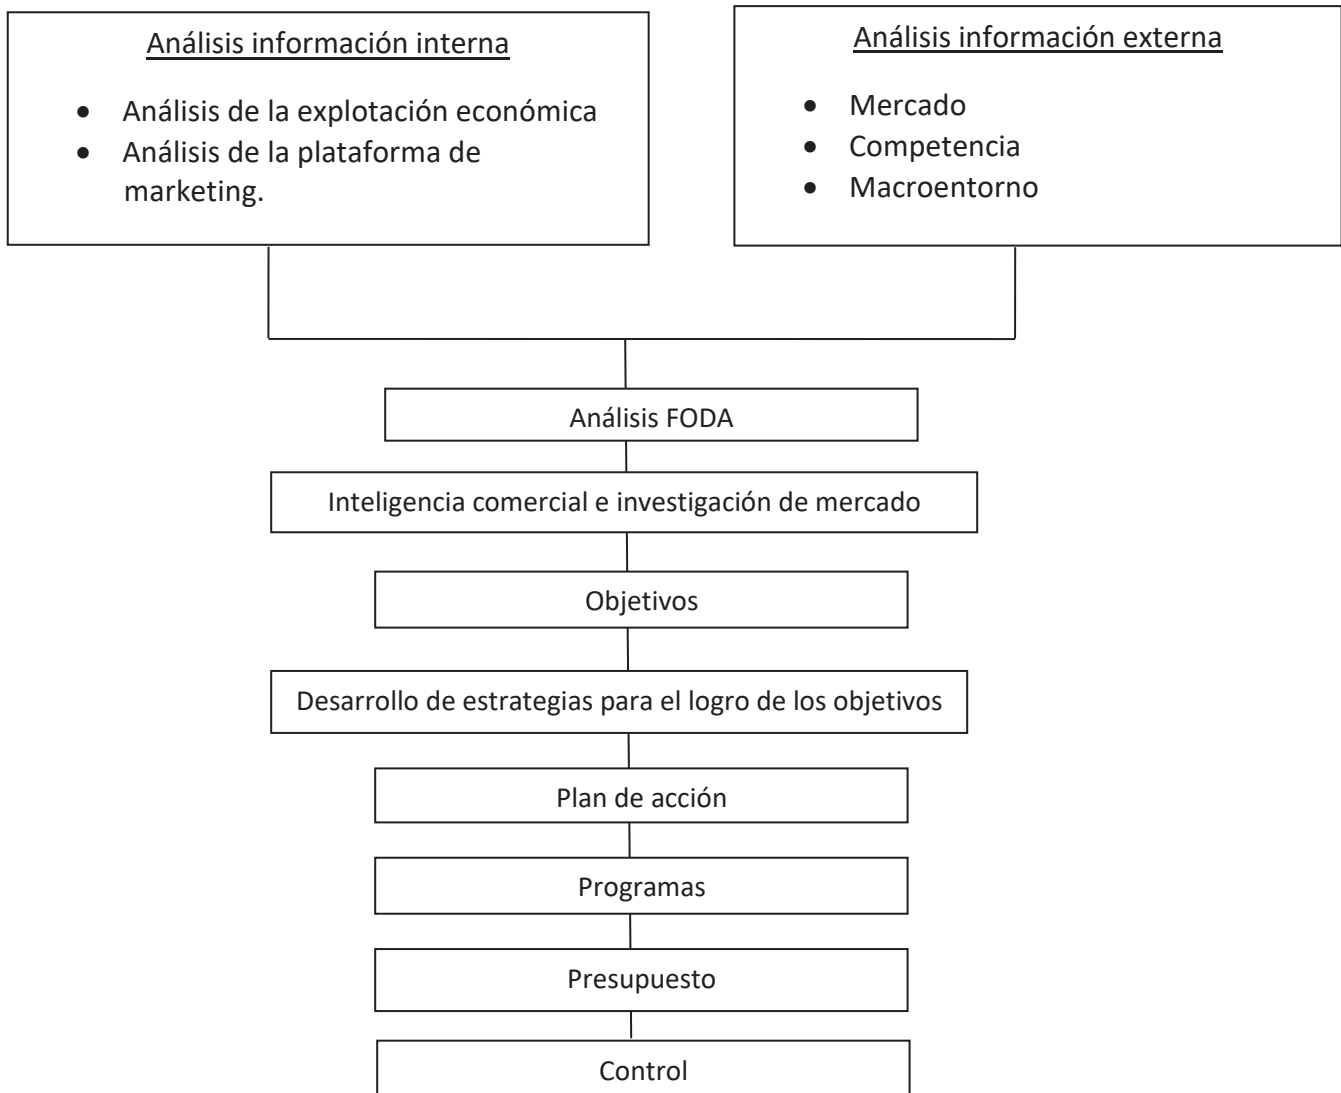 Análisis información interna
• Análisis de la explotación económica
• Análisis de la plataforma de
marketing.
Análisis información externa
• Mercado
• Competencia
• Macroentorno
Análisis FODA
Inteligencia comercial e investigación de mercado
Objetivos
Desarrollo de estrategias para el logro de los objetivos
Plan de acción
Programas
Presupuesto
Control